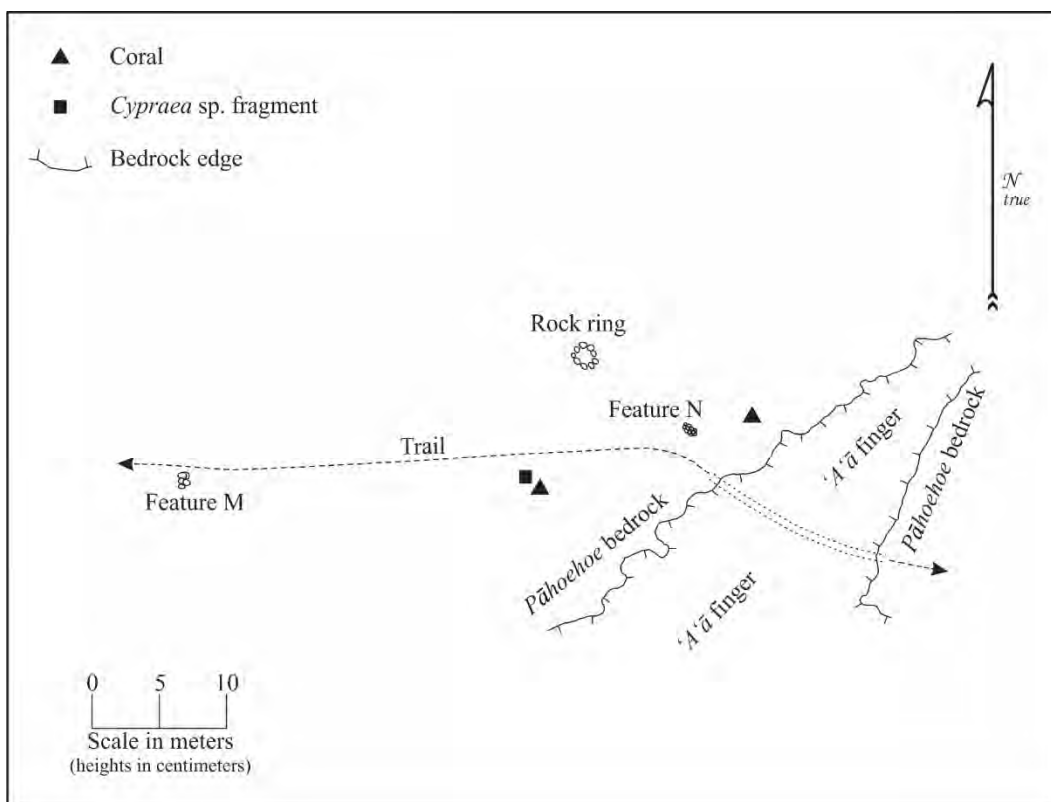 Coral
Cypraea sp. fragment
Bedrock edge
N
true
Rock ring
Feature N
Trail
Feature M
Pāhoehoe bedrock
ʻAʻā finger
ʻAʻā finger
Pāhoehoe bedrock
0 5 10
Scale in meters
(heights in centimeters)